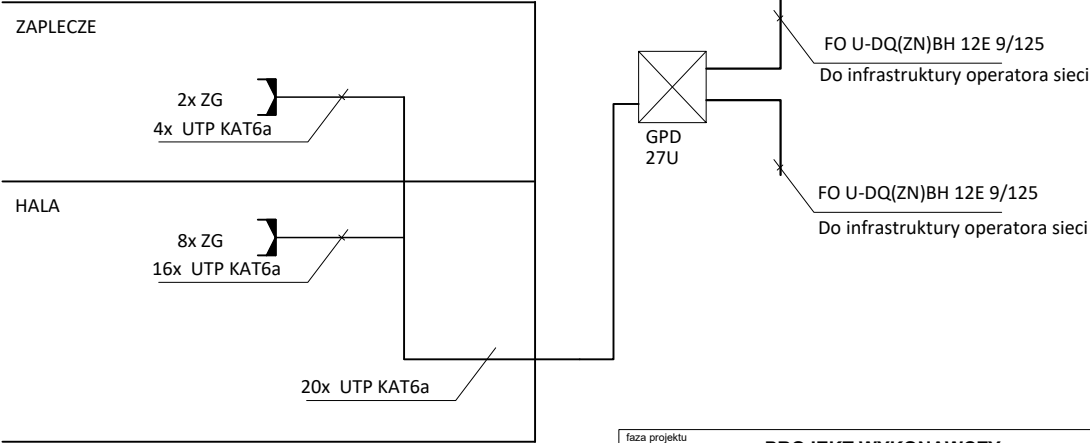 ZAPLECZE
2x ZG
4x UTP KAT6a
HALA
8x ZG
16x UTP KAT6a
20x UTP KAT6a
GPD
27U
FO U-DQ(ZN)BH 12E 9/125
Do infrastruktury operatora sieci
FO U-DQ(ZN)BH 12E 9/125
Do infrastruktury operatora sieci
faza projektu